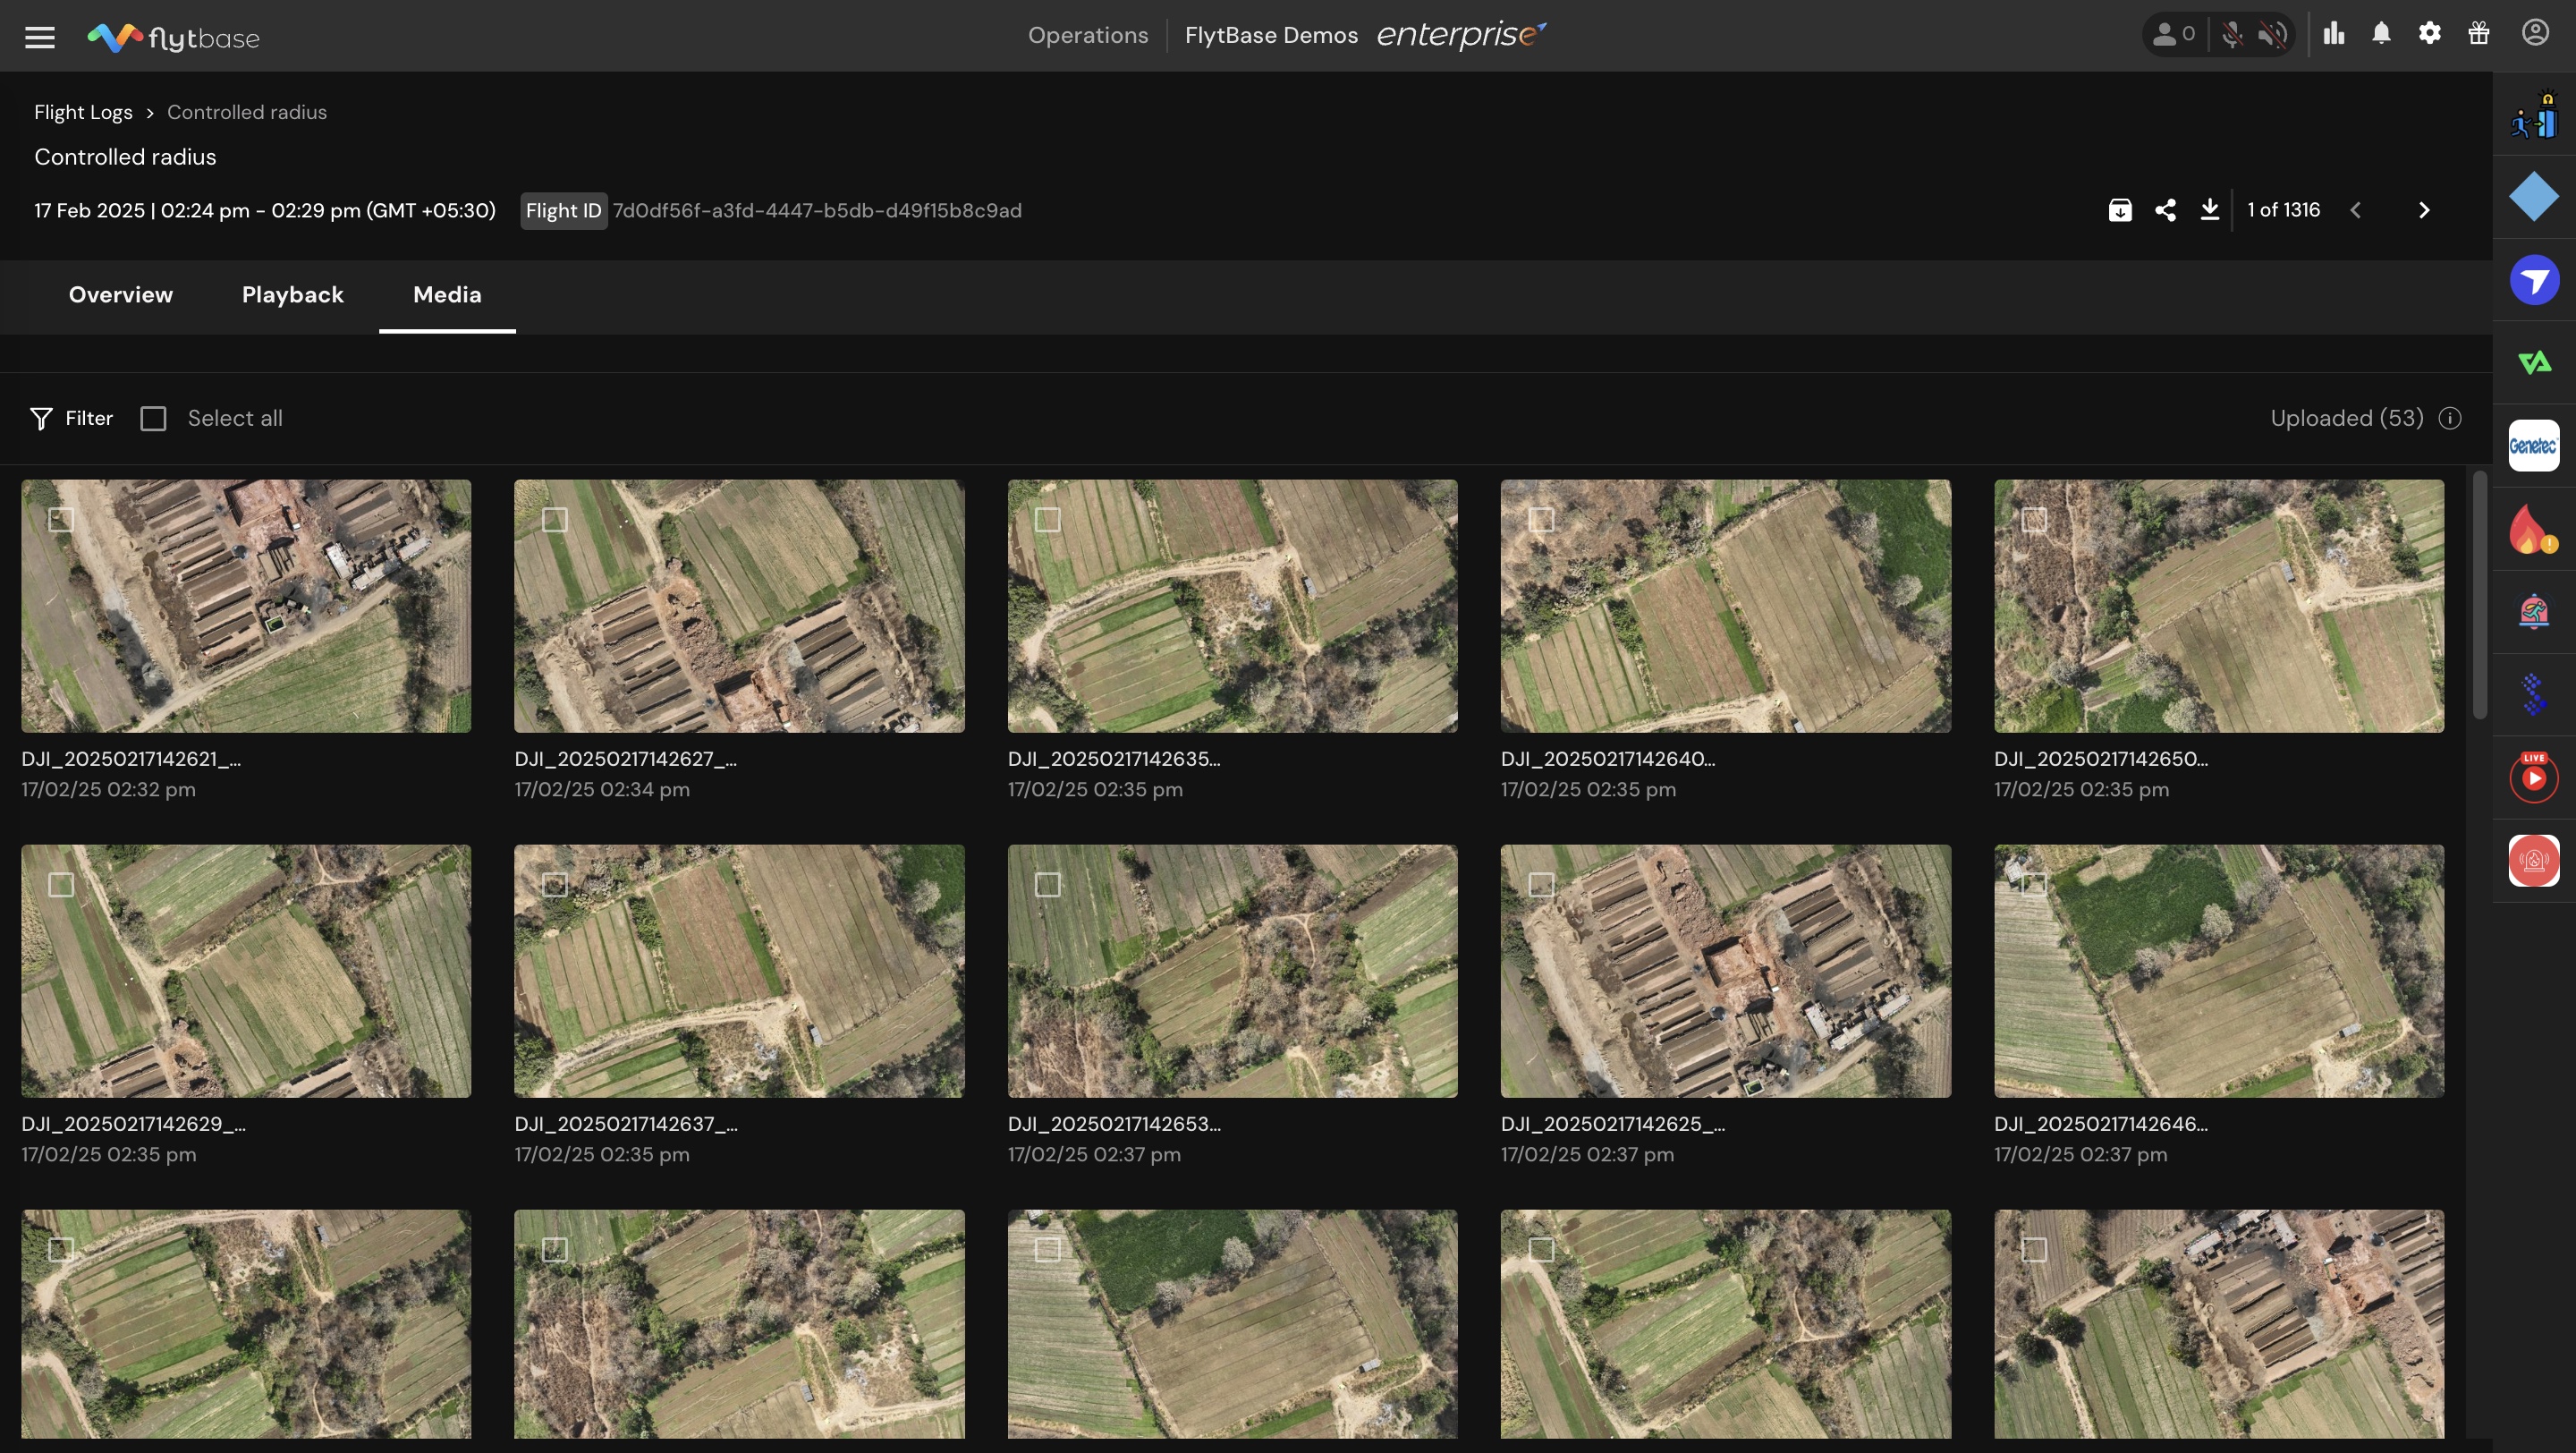 flytbase
Operations
FlytBase Demos enterprise
0
Flight Logs > Controlled radius
Controlled radius
17 Feb 2025 | 02:24 pm - 02:29 pm (GMT +05:30)
Flight ID 7d0df56f-a3fd-4447-b5db-d49f15b8c9ad
1 of 1316
Overview
Playback
Media
Filter
Select all
Uploaded (53)
Genetec
LIVE
DJI_20250217142621_...
17/02/25 02:32 pm
DJI_20250217142627_...
17/02/25 02:34 pm
DJI_20250217142635...
17/02/25 02:35 pm
DJI_20250217142640...
17/02/25 02:35 pm
DJI_20250217142650...
17/02/25 02:35 pm
DJI_20250217142629_...
17/02/25 02:35 pm
DJI_20250217142637_...
17/02/25 02:35 pm
DJI_20250217142653...
17/02/25 02:37 pm
DJI_20250217142625_...
17/02/25 02:37 pm
DJI_20250217142646...
17/02/25 02:37 pm